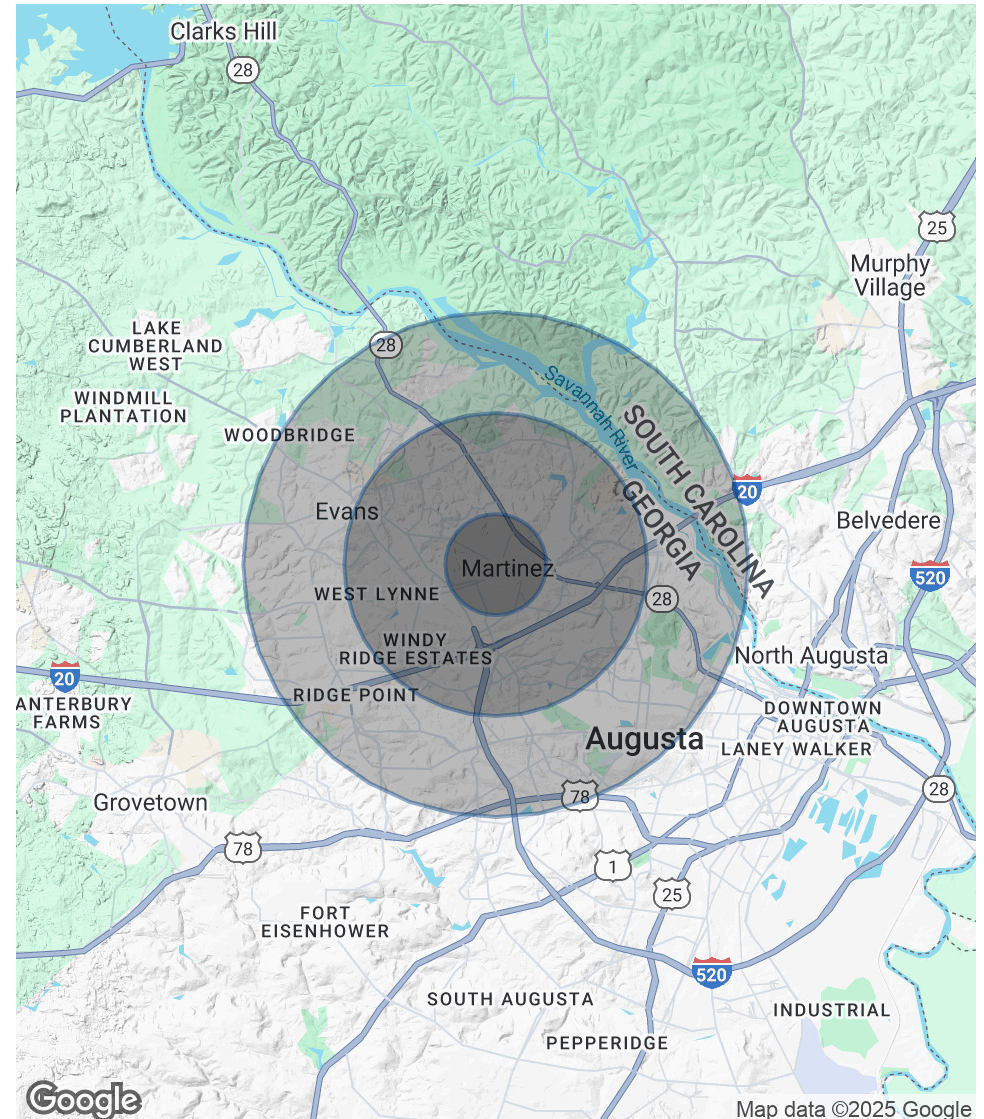 Clarks Hill
28
25
Murphy
Village
LAKE
CUMBERLAND
WEST
28
WINDMILL
PLANTATION
Savannah River
SOUTH CAROLINA
WOODBRIDGE
GEORGIA
20
Evans
Belvedere
Martinez
520
WEST LYNNE
28
WINDY
RIDGE ESTATES
North Augusta
20
RIDGE POINT
ANTERBURY
FARMS
DOWNTOWN
AUGUSTA
Augusta
LANEY WALKER
28
78
Grovetown
78
1
25
FORT
EISENHOWER
520
SOUTH AUGUSTA
INDUSTRIAL
PEPPERIDGE
Google
Map data ©2025 Google